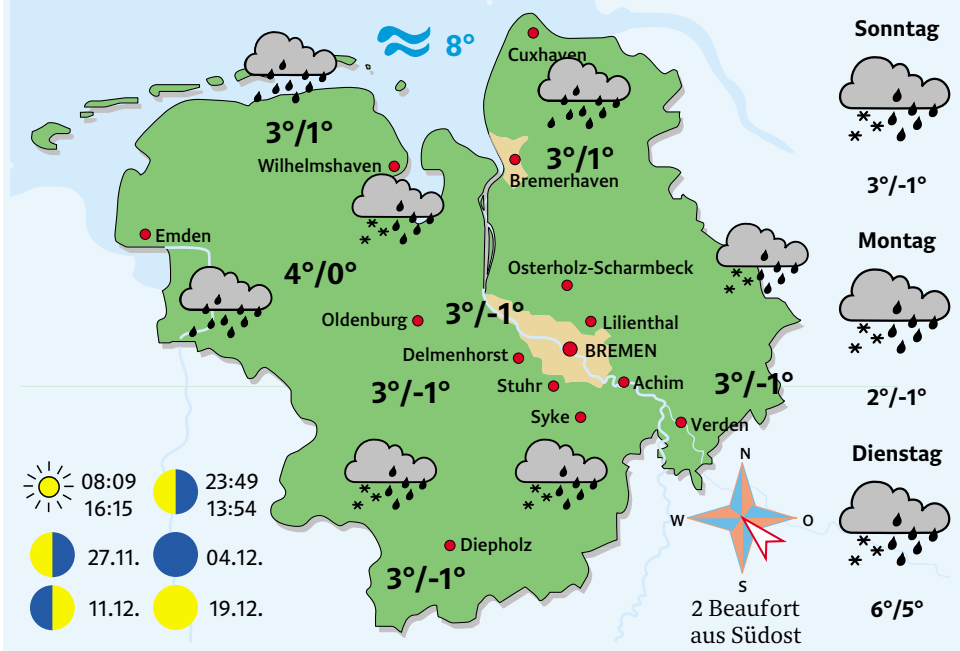 8°
Cuxhaven
3°/1°
Wilhelmshaven
3°/1°
Bremerhaven
Emden
4°/0°
Osterholz-Scharmbeck
Oldenburg
3°/-1°
Lilienthal
Delmenhorst
BREMEN
3°/-1°
Stuhr
Achim
3°/-1°
Syke
Verden
Diepholz
3°/-1°
08:09
16:15
23:49
13:54
27.11.
04.12.
11.12.
19.12.
N
W
O
S
2 Beaufort
aus Südost
Sonntag
3°/-1°
Montag
2°/-1°
Dienstag
6°/5°